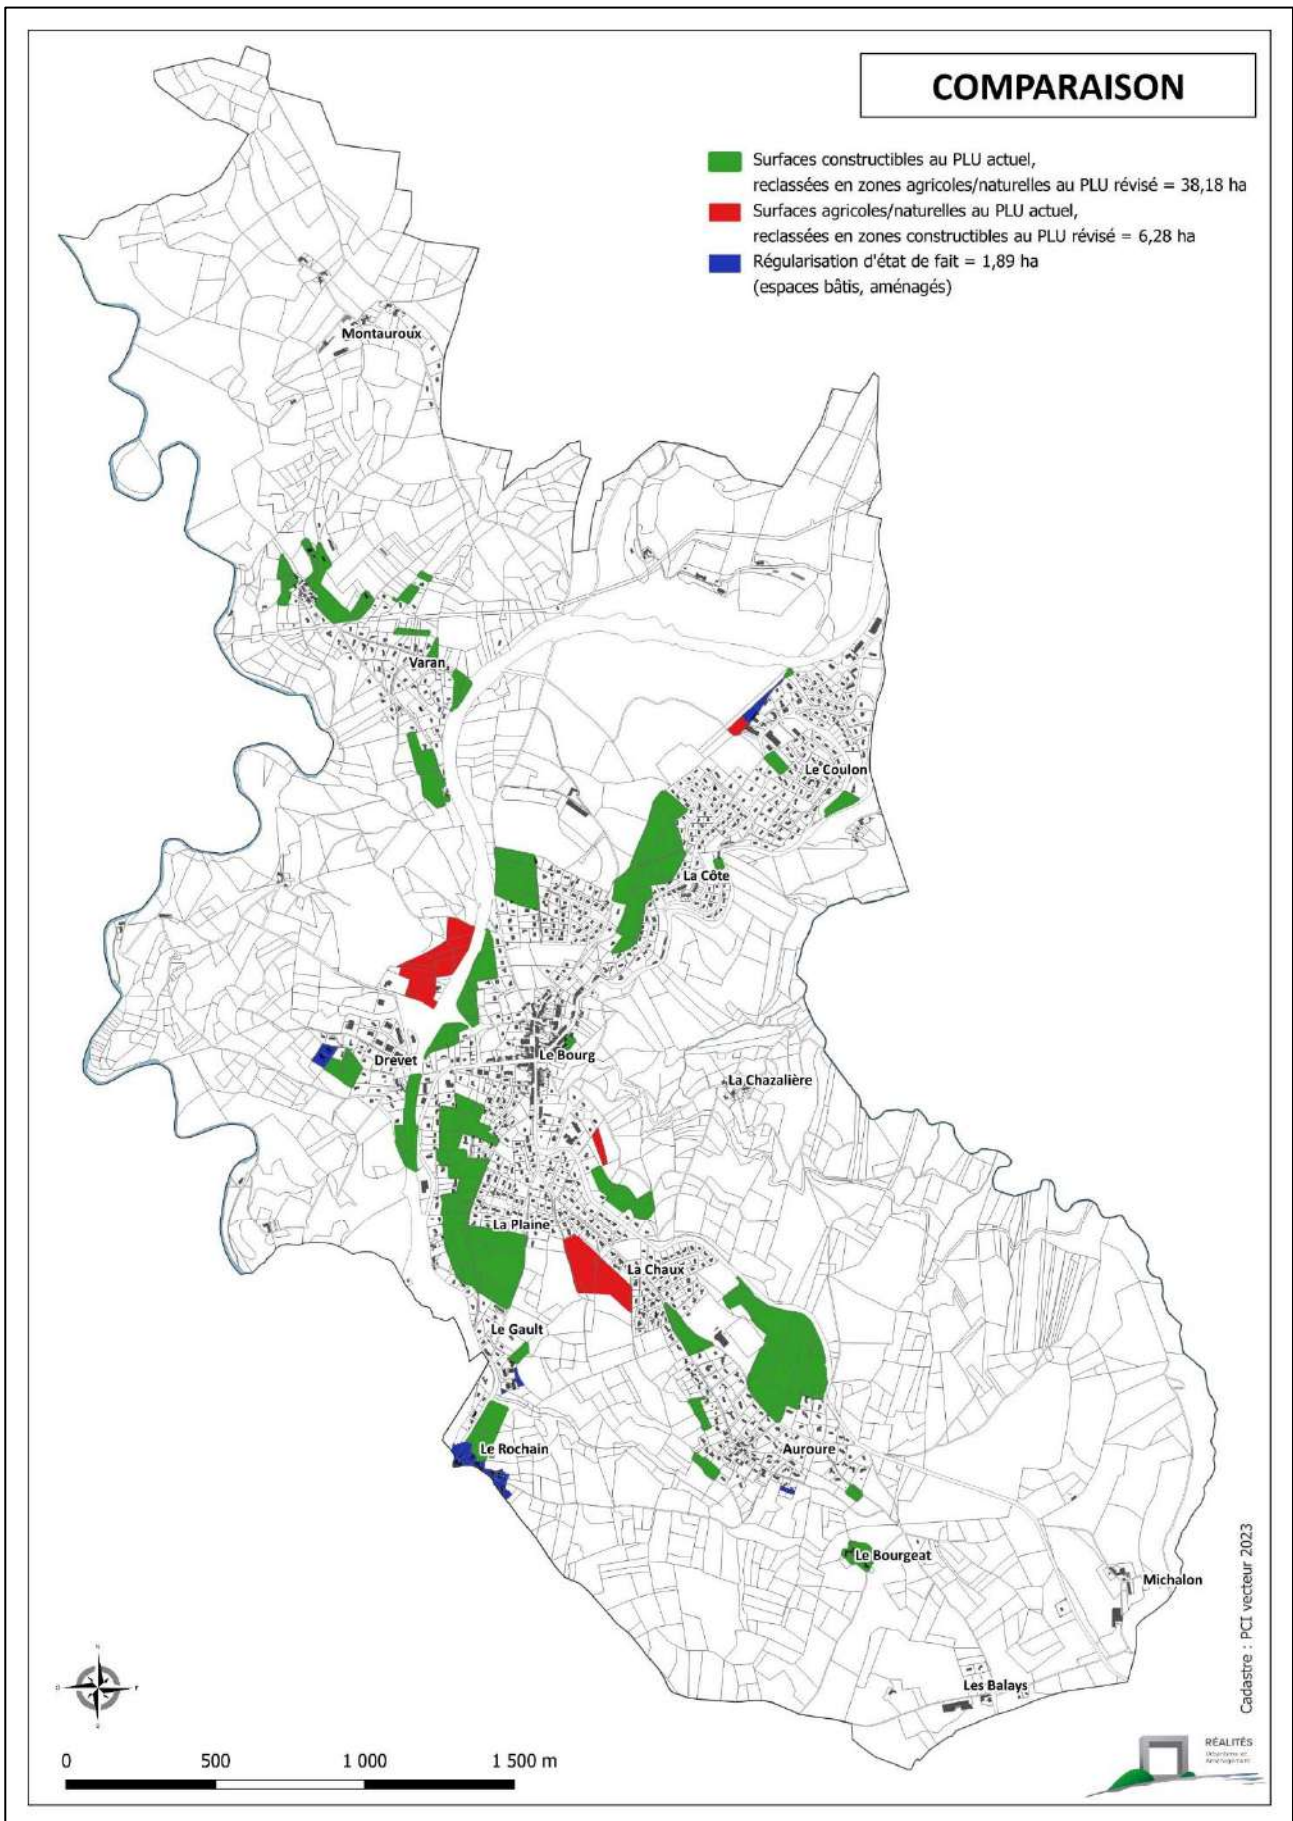 COMPARAISON
Surfaces constructibles au PLU actuel,
reclassées en zones agricoles/naturelles au PLU révisé = 38,18 ha
Surfaces agricoles/naturelles au PLU actuel,
reclassées en zones constructibles au PLU révisé = 6,28 ha
Régularisation d'état de fait = 1,89 ha
(espaces bâtis, aménagés)
Montauroux
Varan
Le Coulon
La Côte
Drevet
Le Bourg
La Chazalière
La Plaine
La Chaux
Le Gault
Le Rochain
Auroure
Le Bourgeat
Michalon
Les Balays
Cadastre : PCI vecteur 2023
0 500 1 000 1 500 m
RÉALITÉS